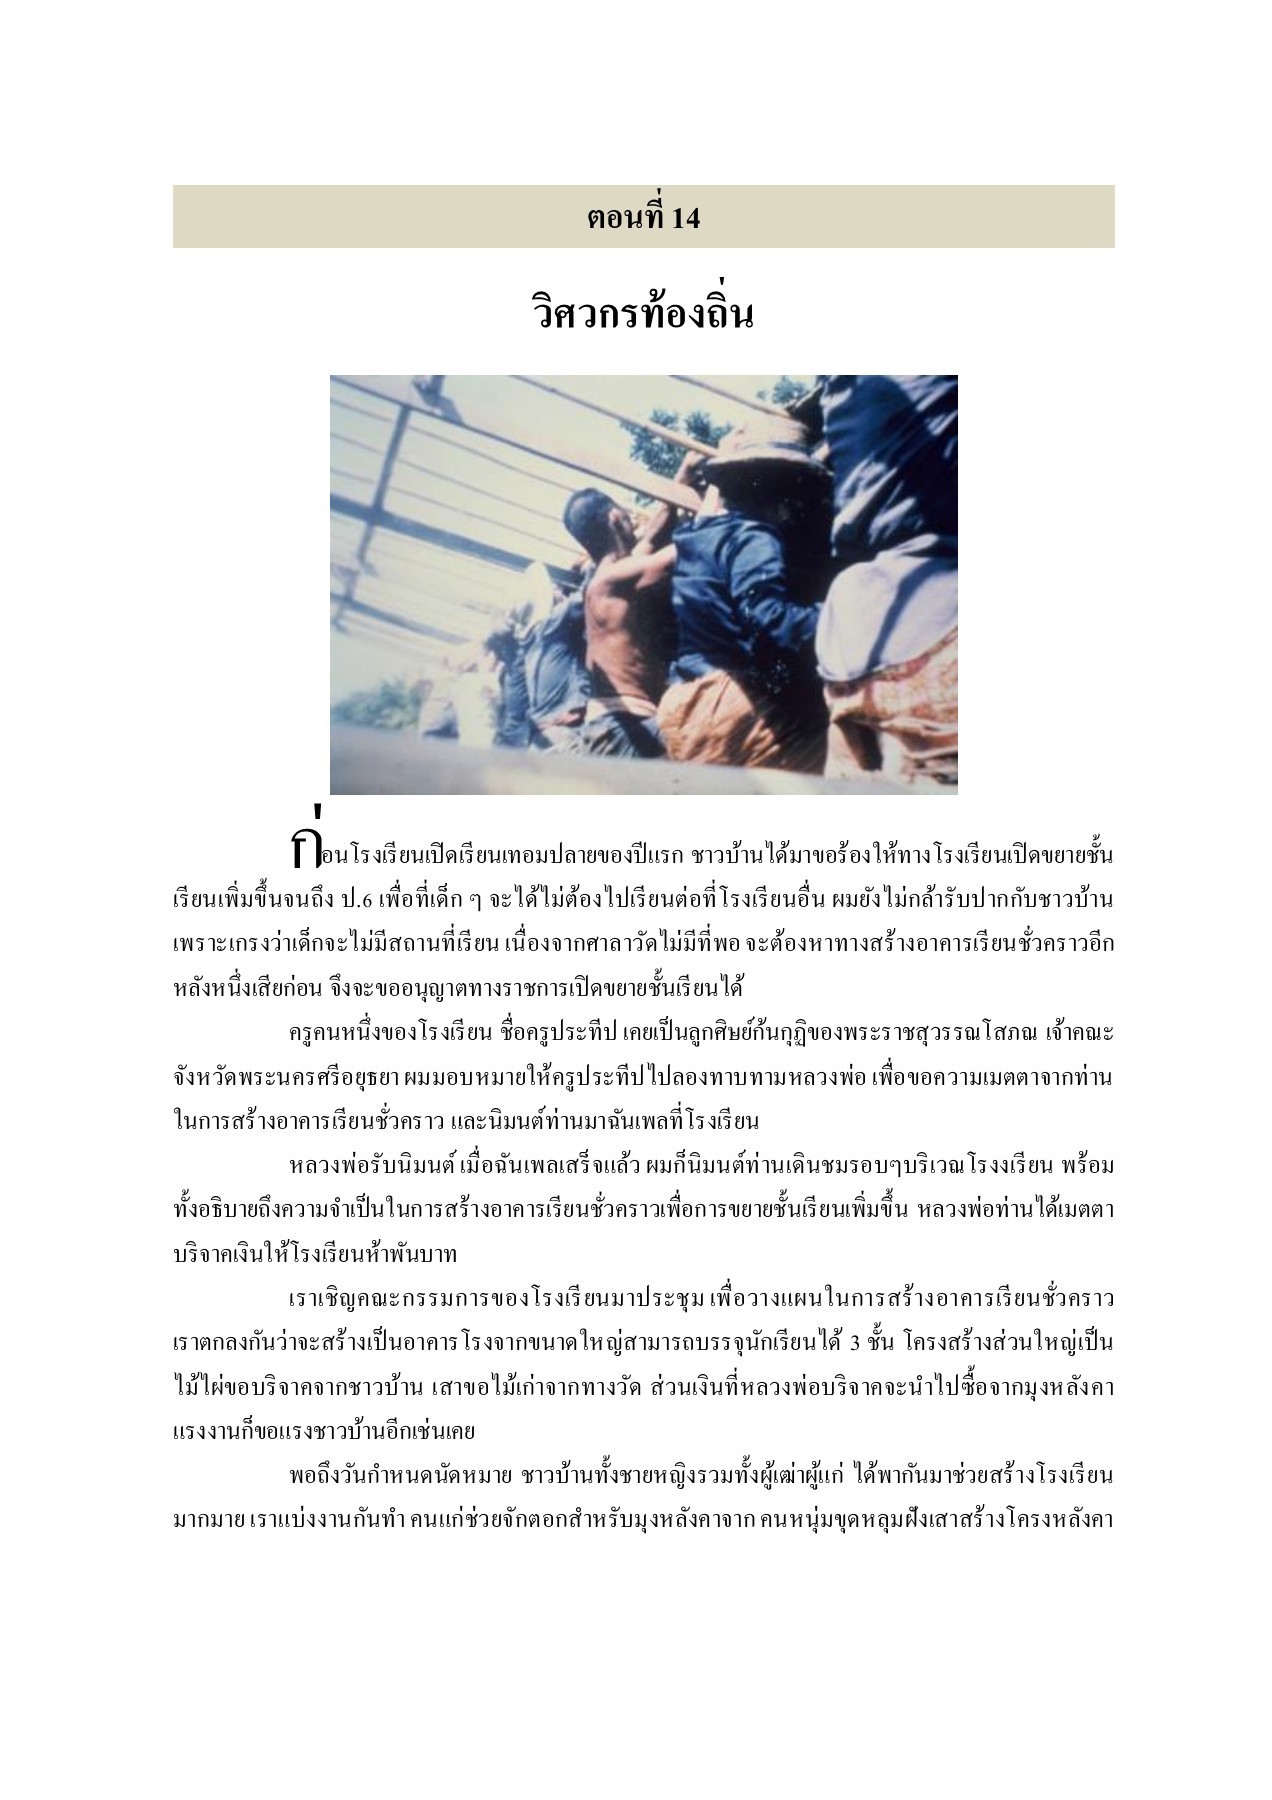 ตอนที่ 14
วิศวกรท้องถิ่น
ก่อนโรงเรียนเปิดเรียนเทอมปลายของปีแรก ชาวบ้านได้มาขอร้องให้ทางโรงเรียนเปิดขยายชั้น
เรียนเพิ่มขึ้นจนถึง ป.6 เพื่อที่เด็ก ๆ จะได้ไม่ต้องไปเรียนต่อที่โรงเรียนอื่น ผมยังไม่กล้ารับปากกับชาวบ้าน
เพราะเกรงว่าเด็กจะไม่มีสถานที่เรียน เนื่องจากศาลาวัดไม่มีที่พอ จะต้องหาทางสร้างอาคารเรียนชั่วคราวอีก
หลังหนึ่งเสียก่อน จึงจะขออนุญาตทางราชการเปิดขยายชั้นเรียนได้
ครูคนหนึ่งของโรงเรียน ชื่อครูประทีป เคยเป็นลูกศิษย์ก้นกุฏิของพระราชสุวรรณโสภณ เจ้าคณะ
จังหวัดพระนครศรีอยุธยา ผมมอบหมายให้ครูประทีปไปลองทาบทามหลวงพ่อ เพื่อขอความเมตตาจากท่าน
ในการสร้างอาคารเรียนชั่วคราว และนิมนต์ท่านมาฉันเพลที่โรงเรียน
หลวงพ่อรับนิมนต์ เมื่อฉันเพลเสร็จแล้ว ผมก็นิมนต์ท่านเดินชมรอบๆบริเวณโรงงเรียน พร้อม
ทั้งอธิบายถึงความจำเป็นในการสร้างอาคารเรียนชั่วคราวเพื่อการขยายชั้นเรียนเพิ่มขึ้น หลวงพ่อท่านได้เมตตา
บริจาคเงินให้โรงเรียนห้าพันบาท
เราเชิญคณะกรรมการของโรงเรียนมาประชุม เพื่อวางแผนในการสร้างอาคารเรียนชั่วคราว
เราตกลงกันว่าจะสร้างเป็นอาคารโรงจากขนาดใหญ่สามารถบรรจุนักเรียนได้ 3 ชั้น โครงสร้างส่วนใหญ่เป็น
ไม้ไผ่ขอบริจาคจากชาวบ้าน เสาขอไม้เก่าจากทางวัด ส่วนเงินที่หลวงพ่อบริจาคจะนำไปซื้อจากมุงหลังคา
แรงงานก็ขอแรงชาวบ้านอีกเช่นเคย
พอถึงวันกำหนดนัดหมาย ชาวบ้านทั้งชายหญิงรวมทั้งผู้เฒ่าผู้แก่ ได้พากันมาช่วยสร้างโรงเรียน
มากมาย เราแบ่งงานกันทำ คนแก่ช่วยจักตอกสำหรับมุงหลังคาจาก คนหนุ่มขุดหลุมฝังเสาสร้างโครงหลังคา